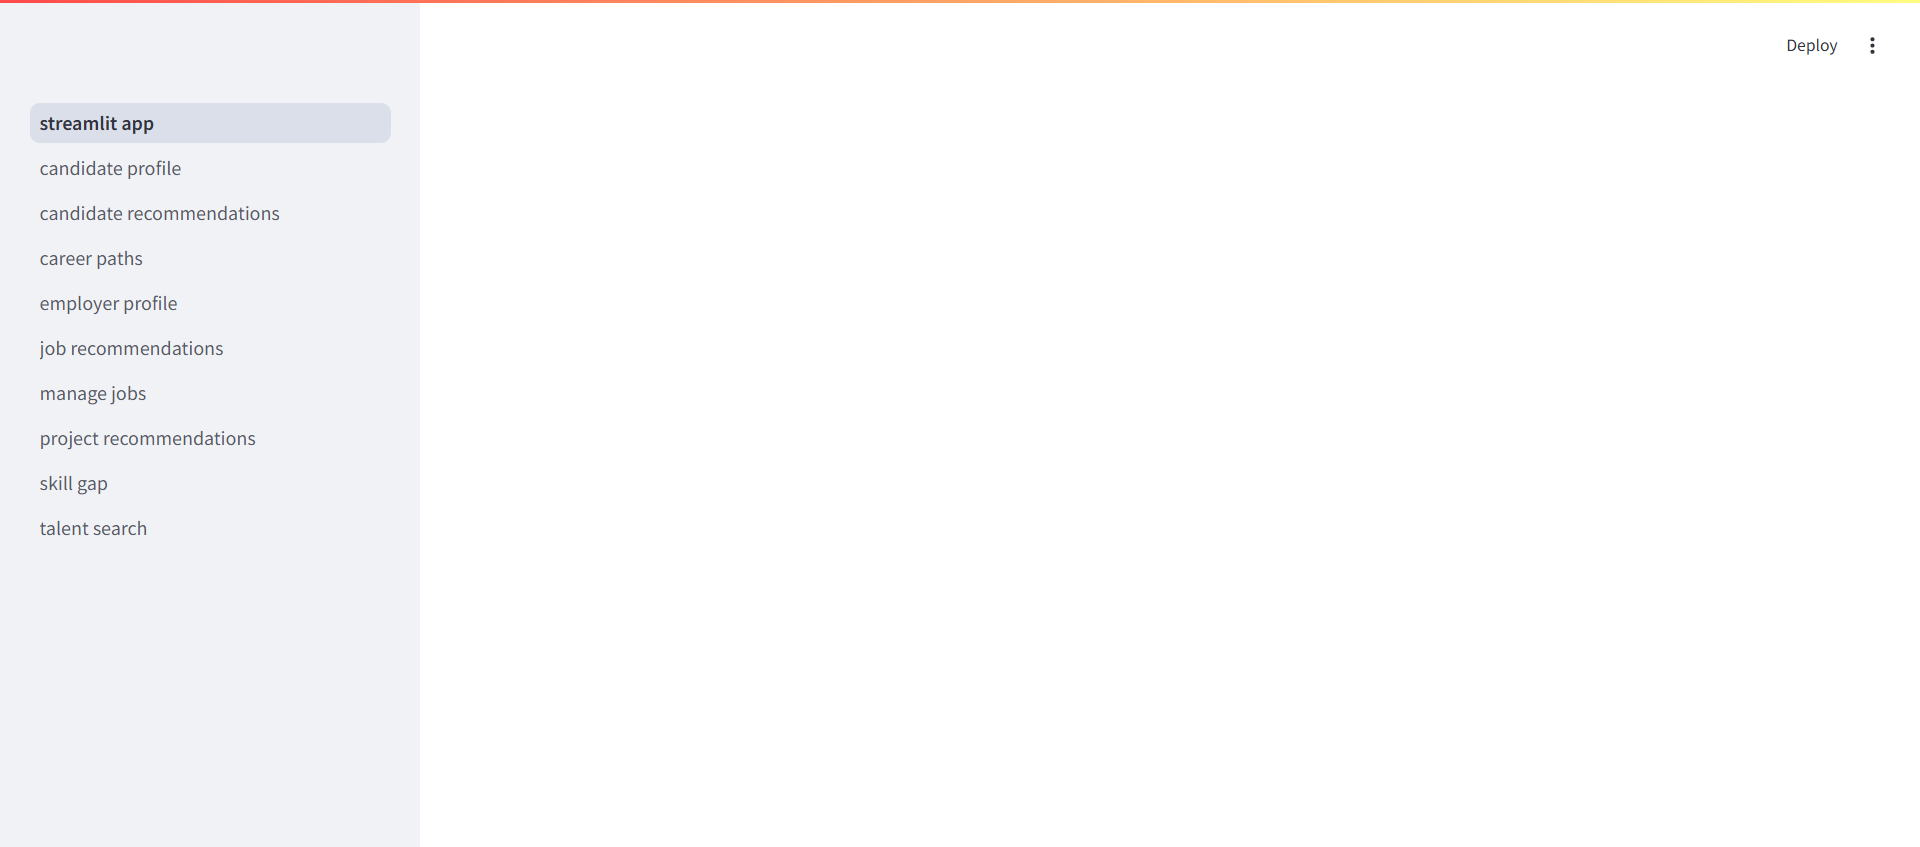 Deploy
streamlit app
candidate profile
candidate recommendations
career paths
employer profile
job recommendations
manage jobs
project recommendations
skill gap
talent search